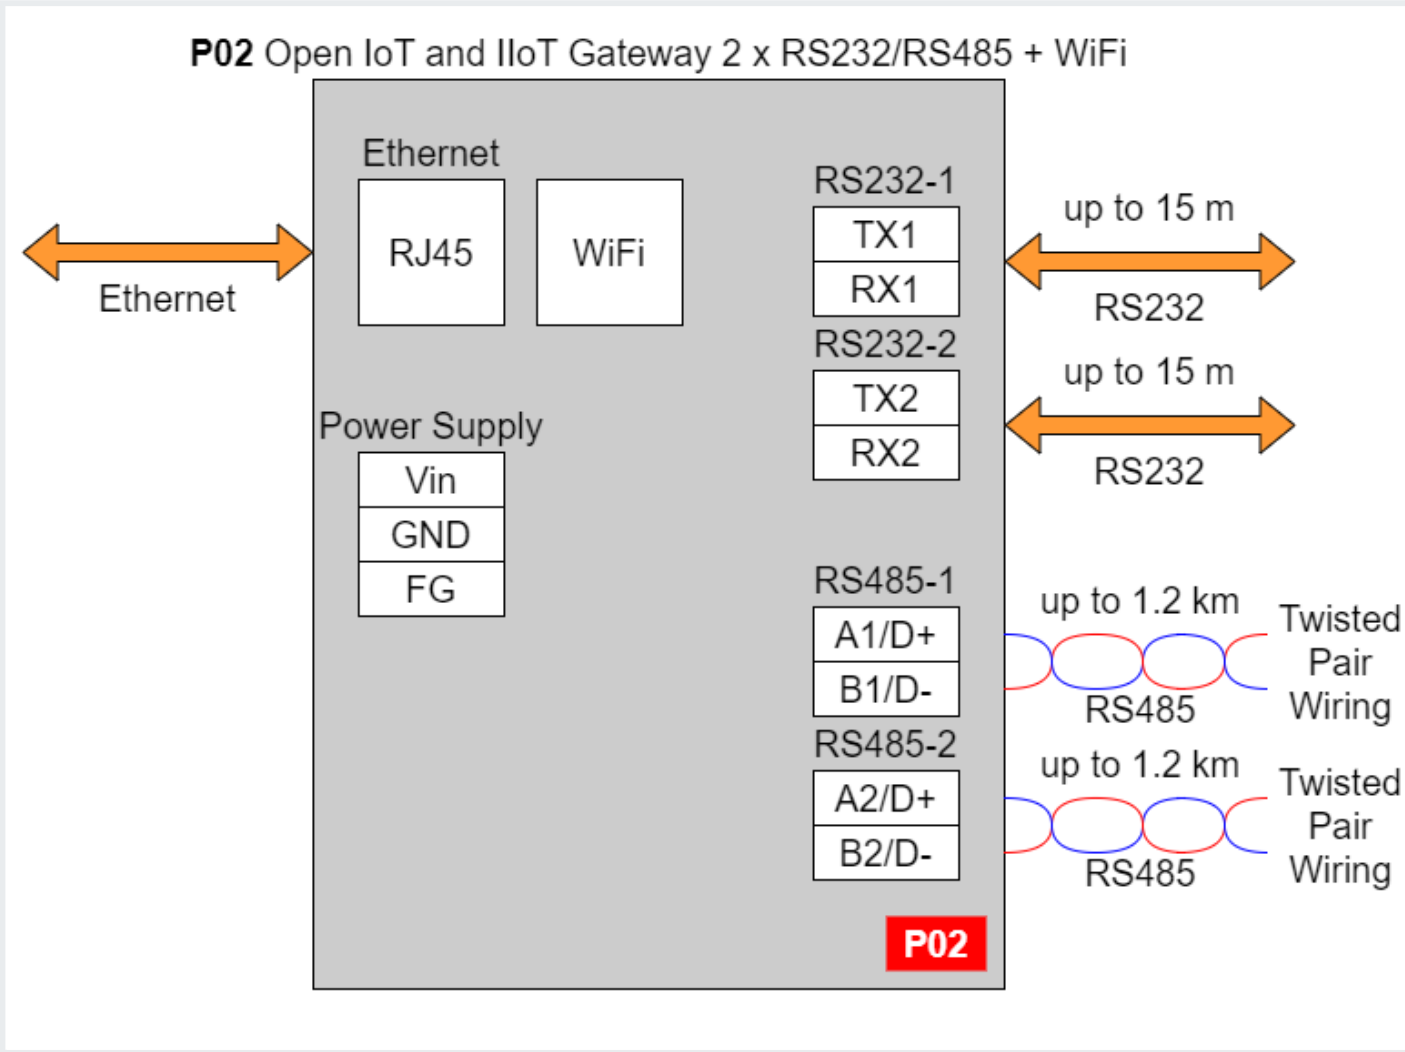 P02 Open IoT and IIoT Gateway 2 x RS232/RS485 + WiFi
Ethernet
RJ45
WiFi
Ethernet
Power Supply
Vin
GND
FG
RS232-1
TX1
RX1
up to 15 m
RS232
RS232-2
TX2
RX2
up to 15 m
RS232
RS485-1
A1/D+
B1/D-
up to 1.2 km
RS485
Twisted
Pair
Wiring
RS485-2
A2/D+
B2/D-
up to 1.2 km
RS485
Twisted
Pair
Wiring
P02